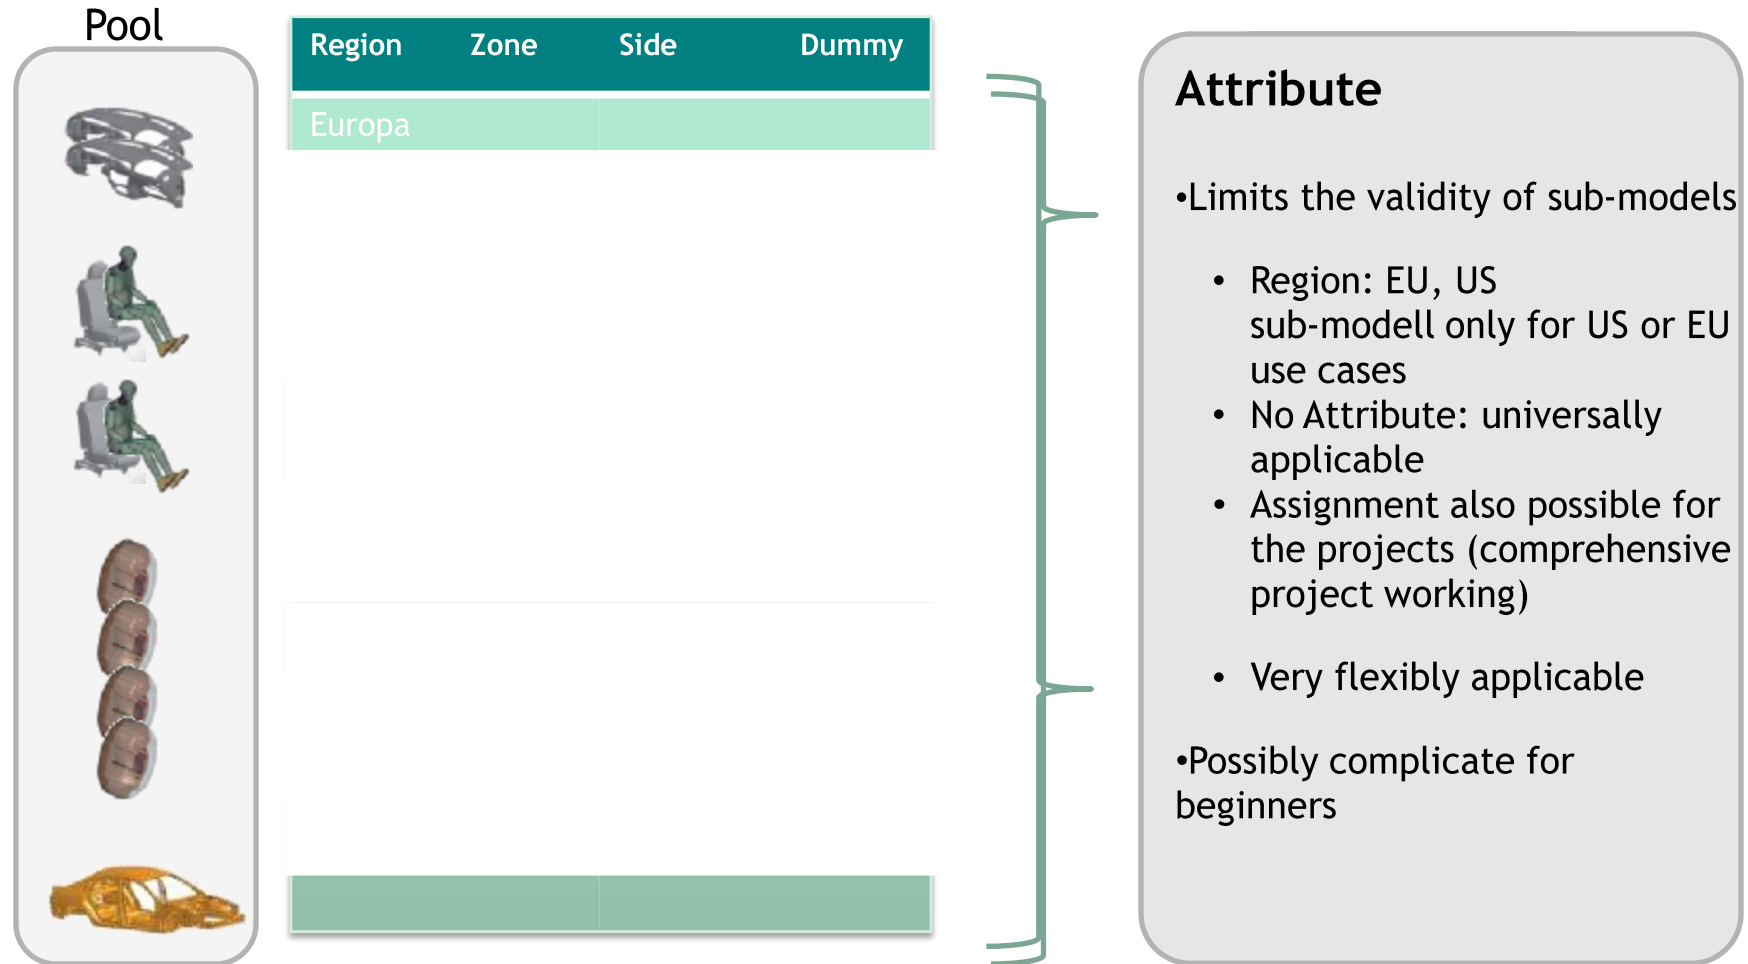 Pool
Region Zone Side Dummy
Europa
Attribute
•Limits the validity of sub-models
• Region: EU, US
sub-modell only for US or EU
use cases
• No Attribute: universally
applicable
• Assignment also possible for
the projects (comprehensive
project working)
• Very flexibly applicable
•Possibly complicate for
beginners